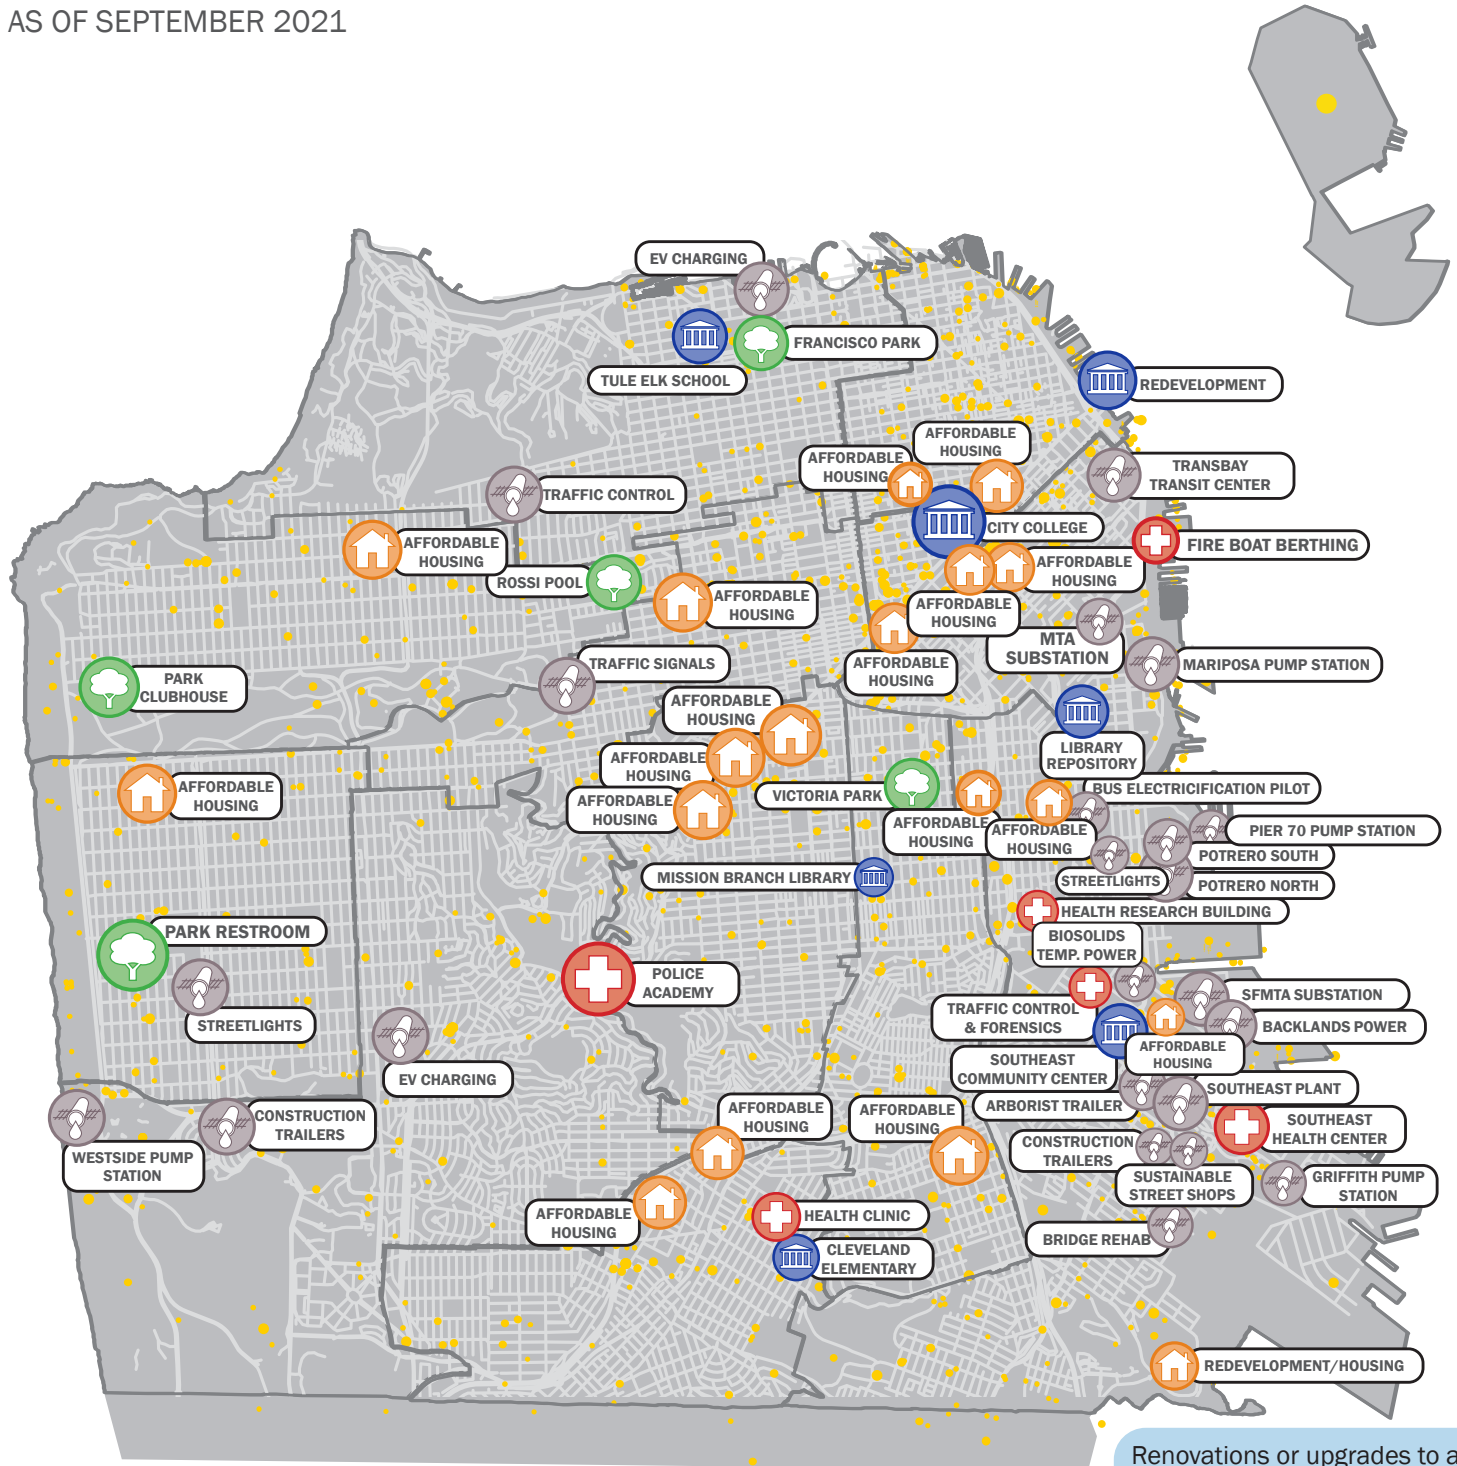 AS OF SEPTEMBER 2021
EV CHARGING
FRANCISCO PARK
TULE ELK SCHOOL
REDEVELOPMENT
AFFORDABLE
HOUSING
AFFORDABLE
HOUSING
TRANSBAY
TRANSIT CENTER
TRAFFIC CONTROL
CITY COLLEGE
AFFORDABLE
HOUSING
FIRE BOAT BERTHING
ROSSI POOL
AFFORDABLE
HOUSING
AFFORDABLE
HOUSING
AFFORDABLE
HOUSING
MTA
SUBSTATION
AFFORDABLE
HOUSING
TRAFFIC SIGNALS
MARIPOSA PUMP STATION
PARK
CLUBHOUSE
AFFORDABLE
HOUSING
LIBRARY
REPOSITORY
AFFORDABLE
HOUSING
AFFORDABLE
HOUSING
AFFORDABLE
HOUSING
VICTORIA PARK
BUS ELECTRICIFICATION PILOT
AFFORDABLE
HOUSING
AFFORDABLE
HOUSING
PIER 70 PUMP STATION
POTRERO SOUTH
MISSION BRANCH LIBRARY
STREETLIGHTS
POTRERO NORTH
HEALTH RESEARCH BUILDING
PARK RESTROOM
BIOSOLIDS
TEMP. POWER
POLICE
ACADEMY
SFMTA SUBSTATION
STREETLIGHTS
TRAFFIC CONTROL
& FORENSICS
BACKLANDS POWER
AFFORDABLE
HOUSING
SOUTHEAST
COMMUNITY CENTER
EV CHARGING
SOUTHEAST PLANT
ARBORIST TRAILER
CONSTRUCTION
TRAILERS
AFFORDABLE
HOUSING
AFFORDABLE
HOUSING
SOUTHEAST
HEALTH CENTER
CONSTRUCTION
TRAILERS
WESTSIDE PUMP
STATION
SUSTAINABLE
STREET SHOPS
GRIFFITH PUMP
STATION
AFFORDABLE
HOUSING
HEALTH CLINIC
BRIDGE REHAB
CLEVELAND
ELEMENTARY
REDEVELOPMENT/HOUSING
Renovations or upgrades to a